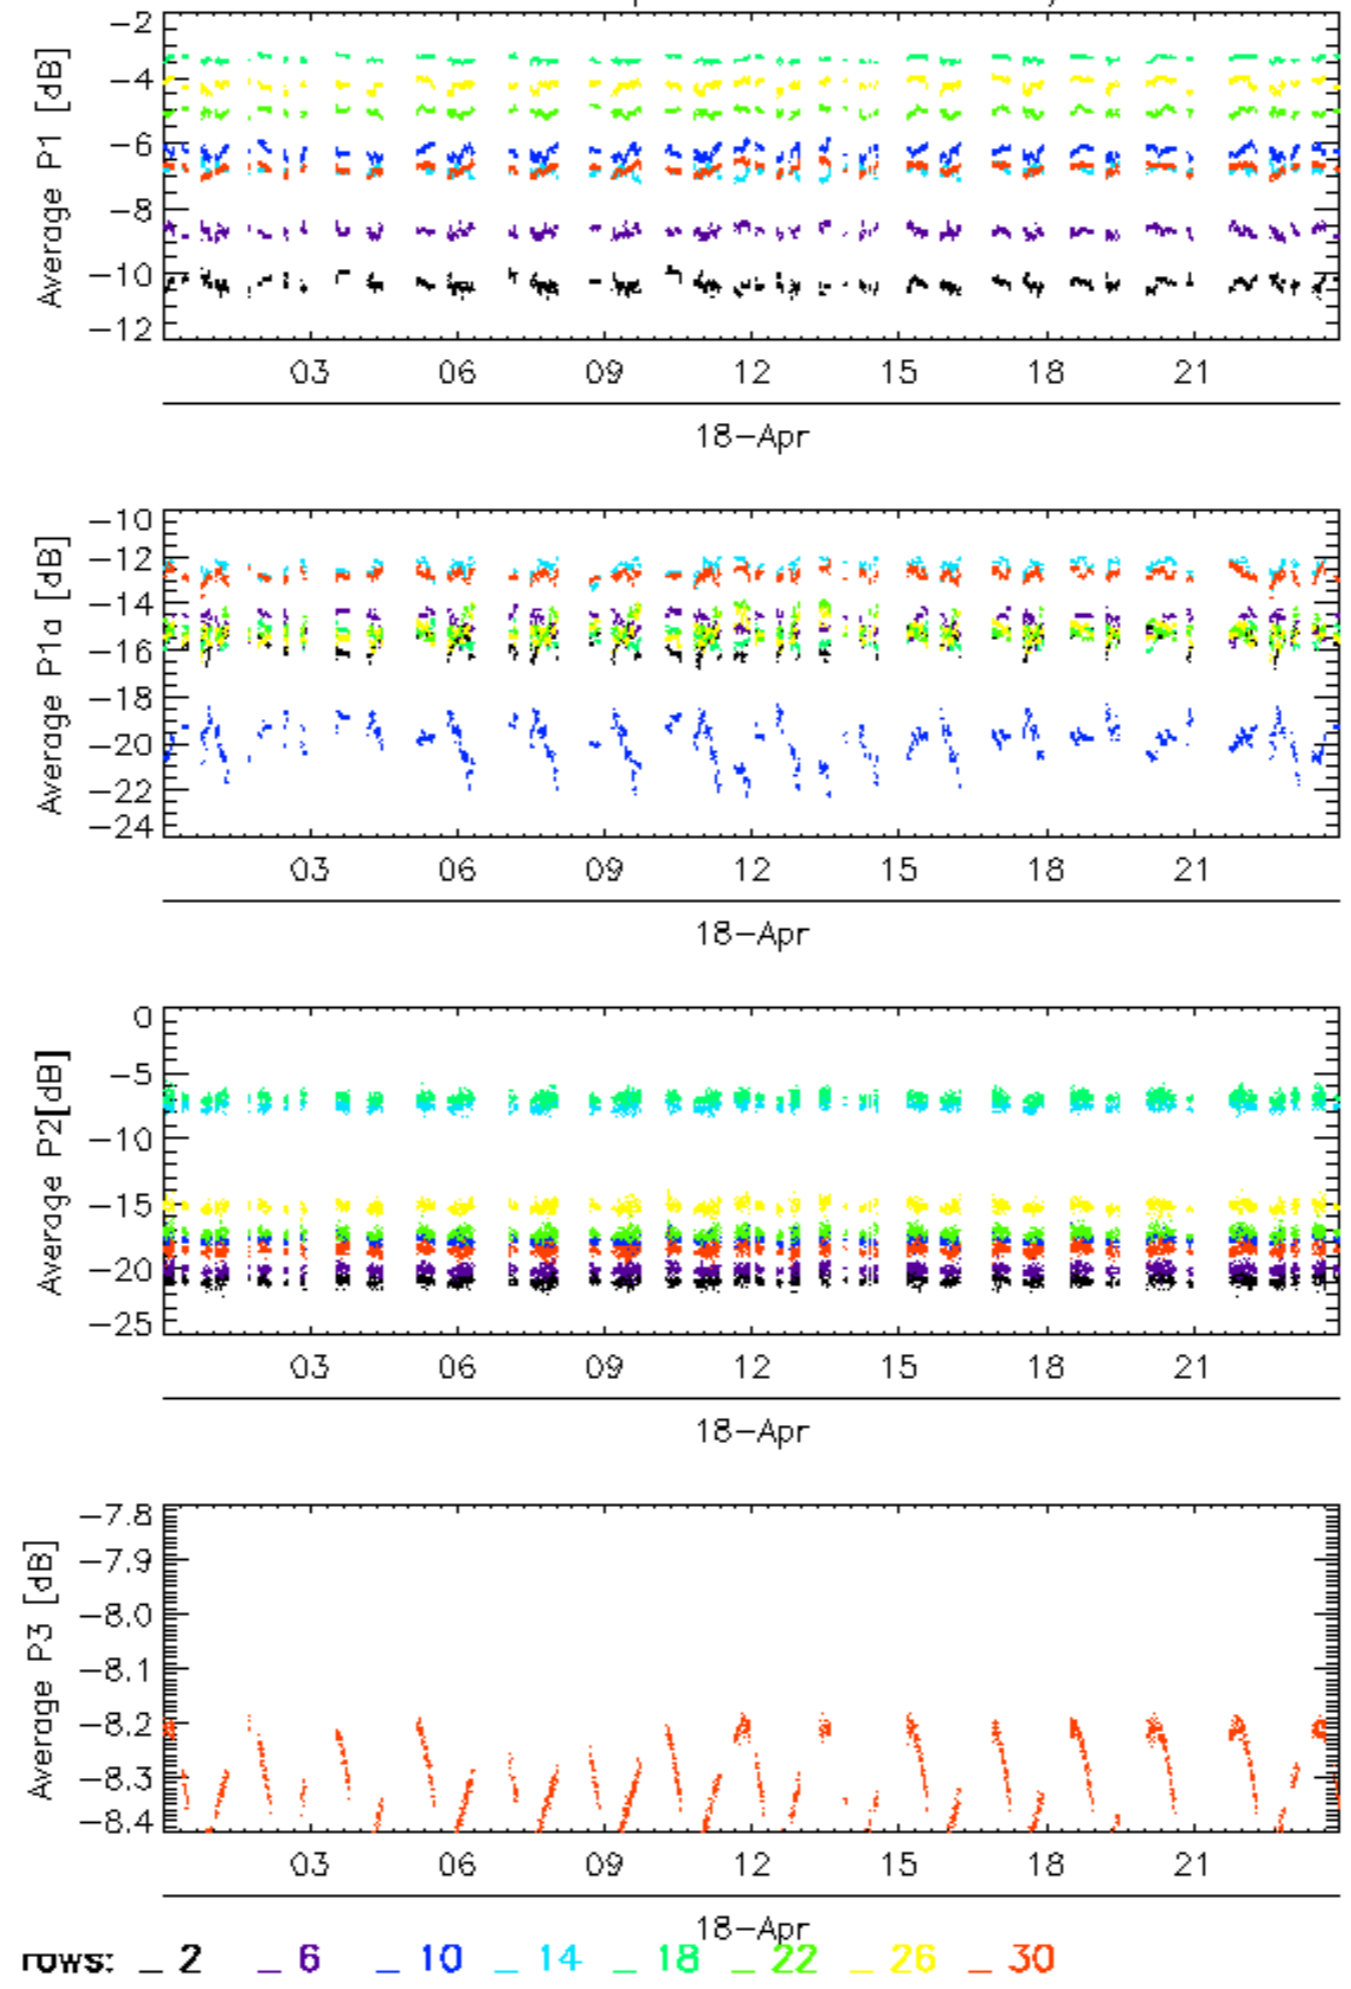 Average P1 [dB]
−2
−4
−6
−8
−10
−12
03 06 09 12 15 18 21
18−Apr
Average P1a [dB]
−10
−12
−14
−16
−18
−20
−22
−24
03 06 09 12 15 18 21
18−Apr
Average P2[dB]
0
−5
−10
−15
−20
−25
03 06 09 12 15 18 21
18−Apr
Average P3 [dB]
−7.8
−7.9
−8.0
−8.1
−8.2
−8.3
−8.4
03 06 09 12 15 18 21
18−Apr
rows: _ 2 _ 6 _ 10 _ 14 _ 18 _ 22 _ 26 _ 30